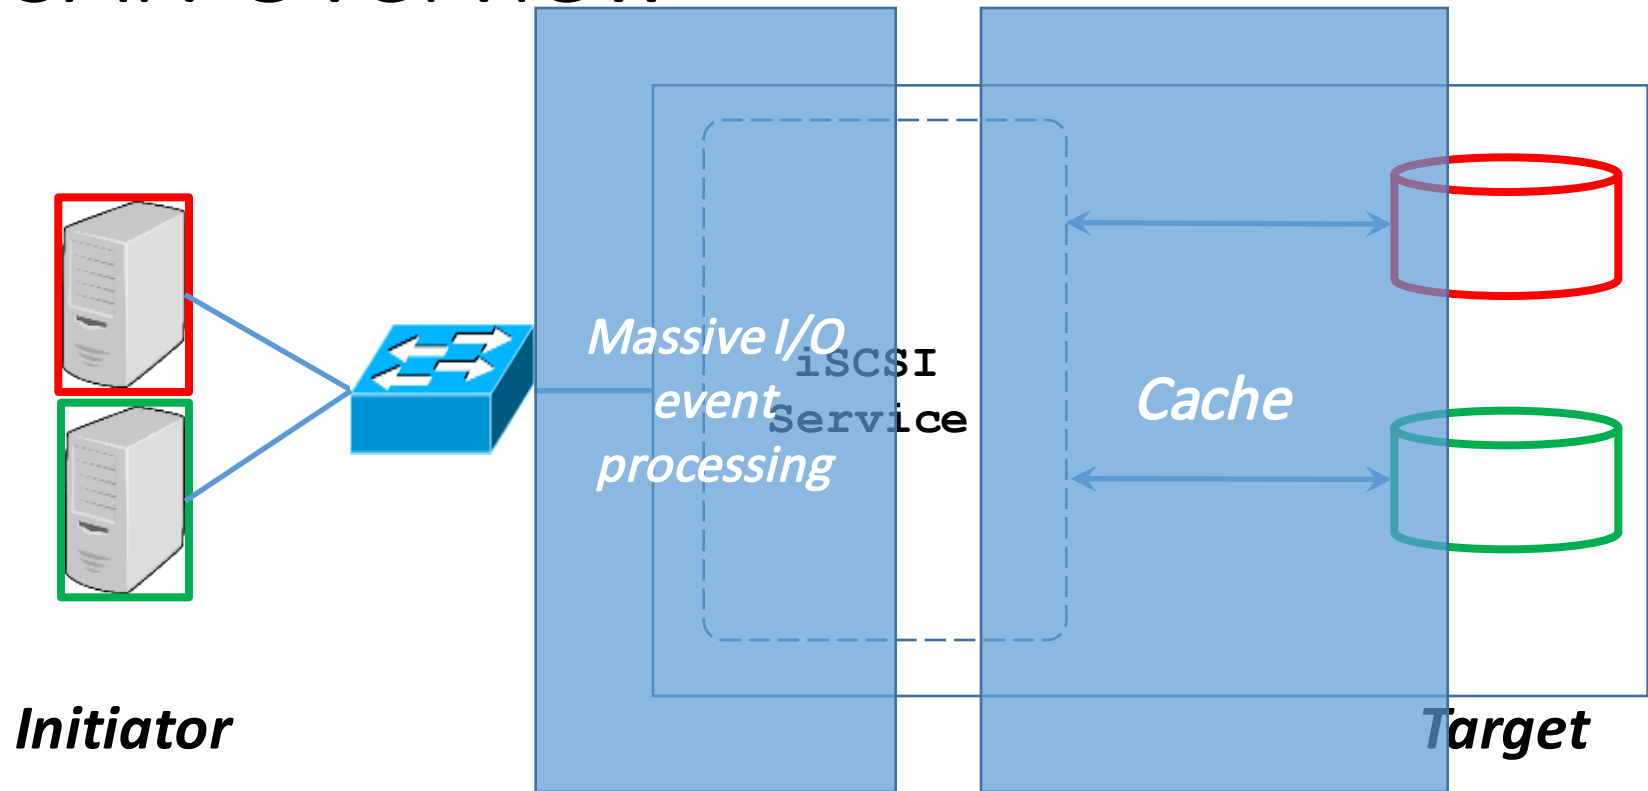 Massive I/O
event
processing
iSCSI
Service
Cache
Initiator
Target